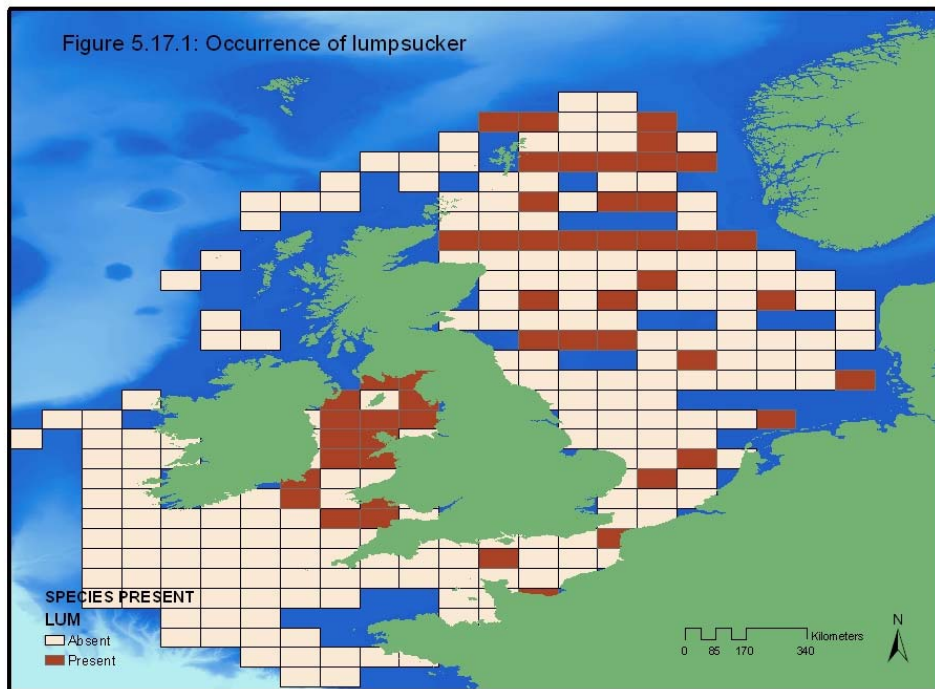 Figure 5.17.1: Occurrence of lumpsucker
SPECIES PRESENT
LUM
Absent
Present
N
Kilometers
0 85 170 340